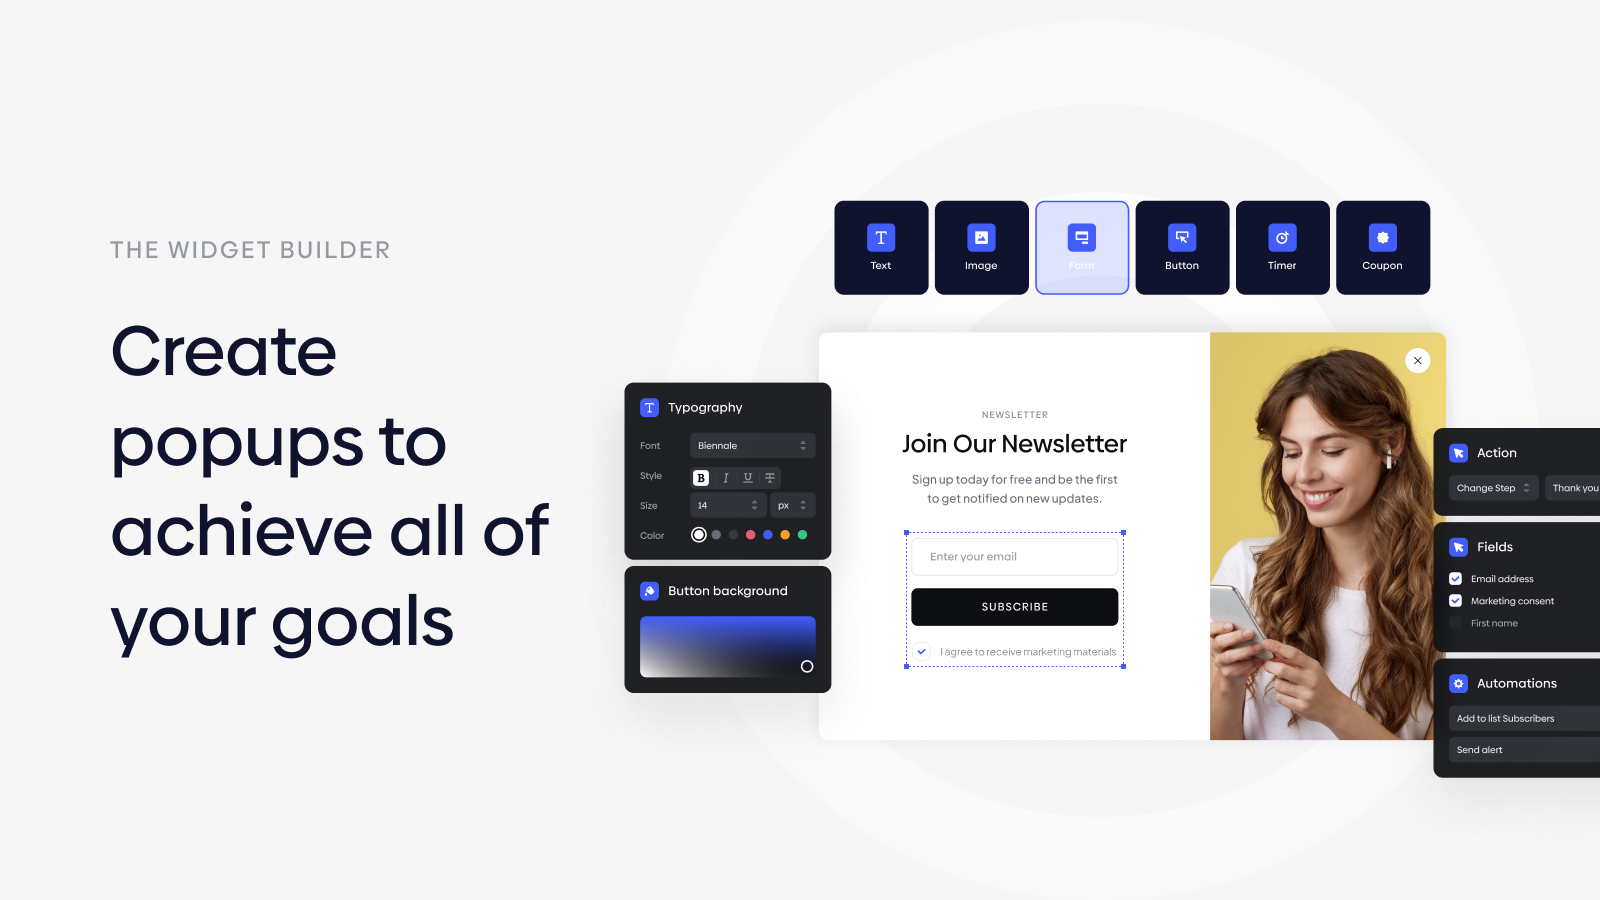 THE WIDGET BUILDER
Create
popups to
achieve all of
your goals
Text
Image
Form
Button
Timer
Coupon
Typography
Font
Biennale
Style
B I U T
Size
14
px
Color
Button background
NEWSLETTER
Join Our Newsletter
Sign up today for free and be the first
to get notified on new updates.
Enter your email
SUBSCRIBE
I agree to receive marketing materials
Action
Change Step
Thank you
Fields
Email address
Marketing consent
First name
Automations
Add to list Subscribers
Send alert